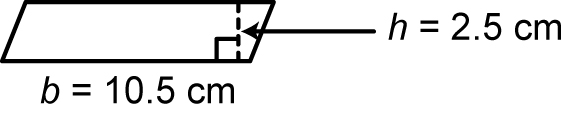 h = 2.5 cm
b = 10.5 cm